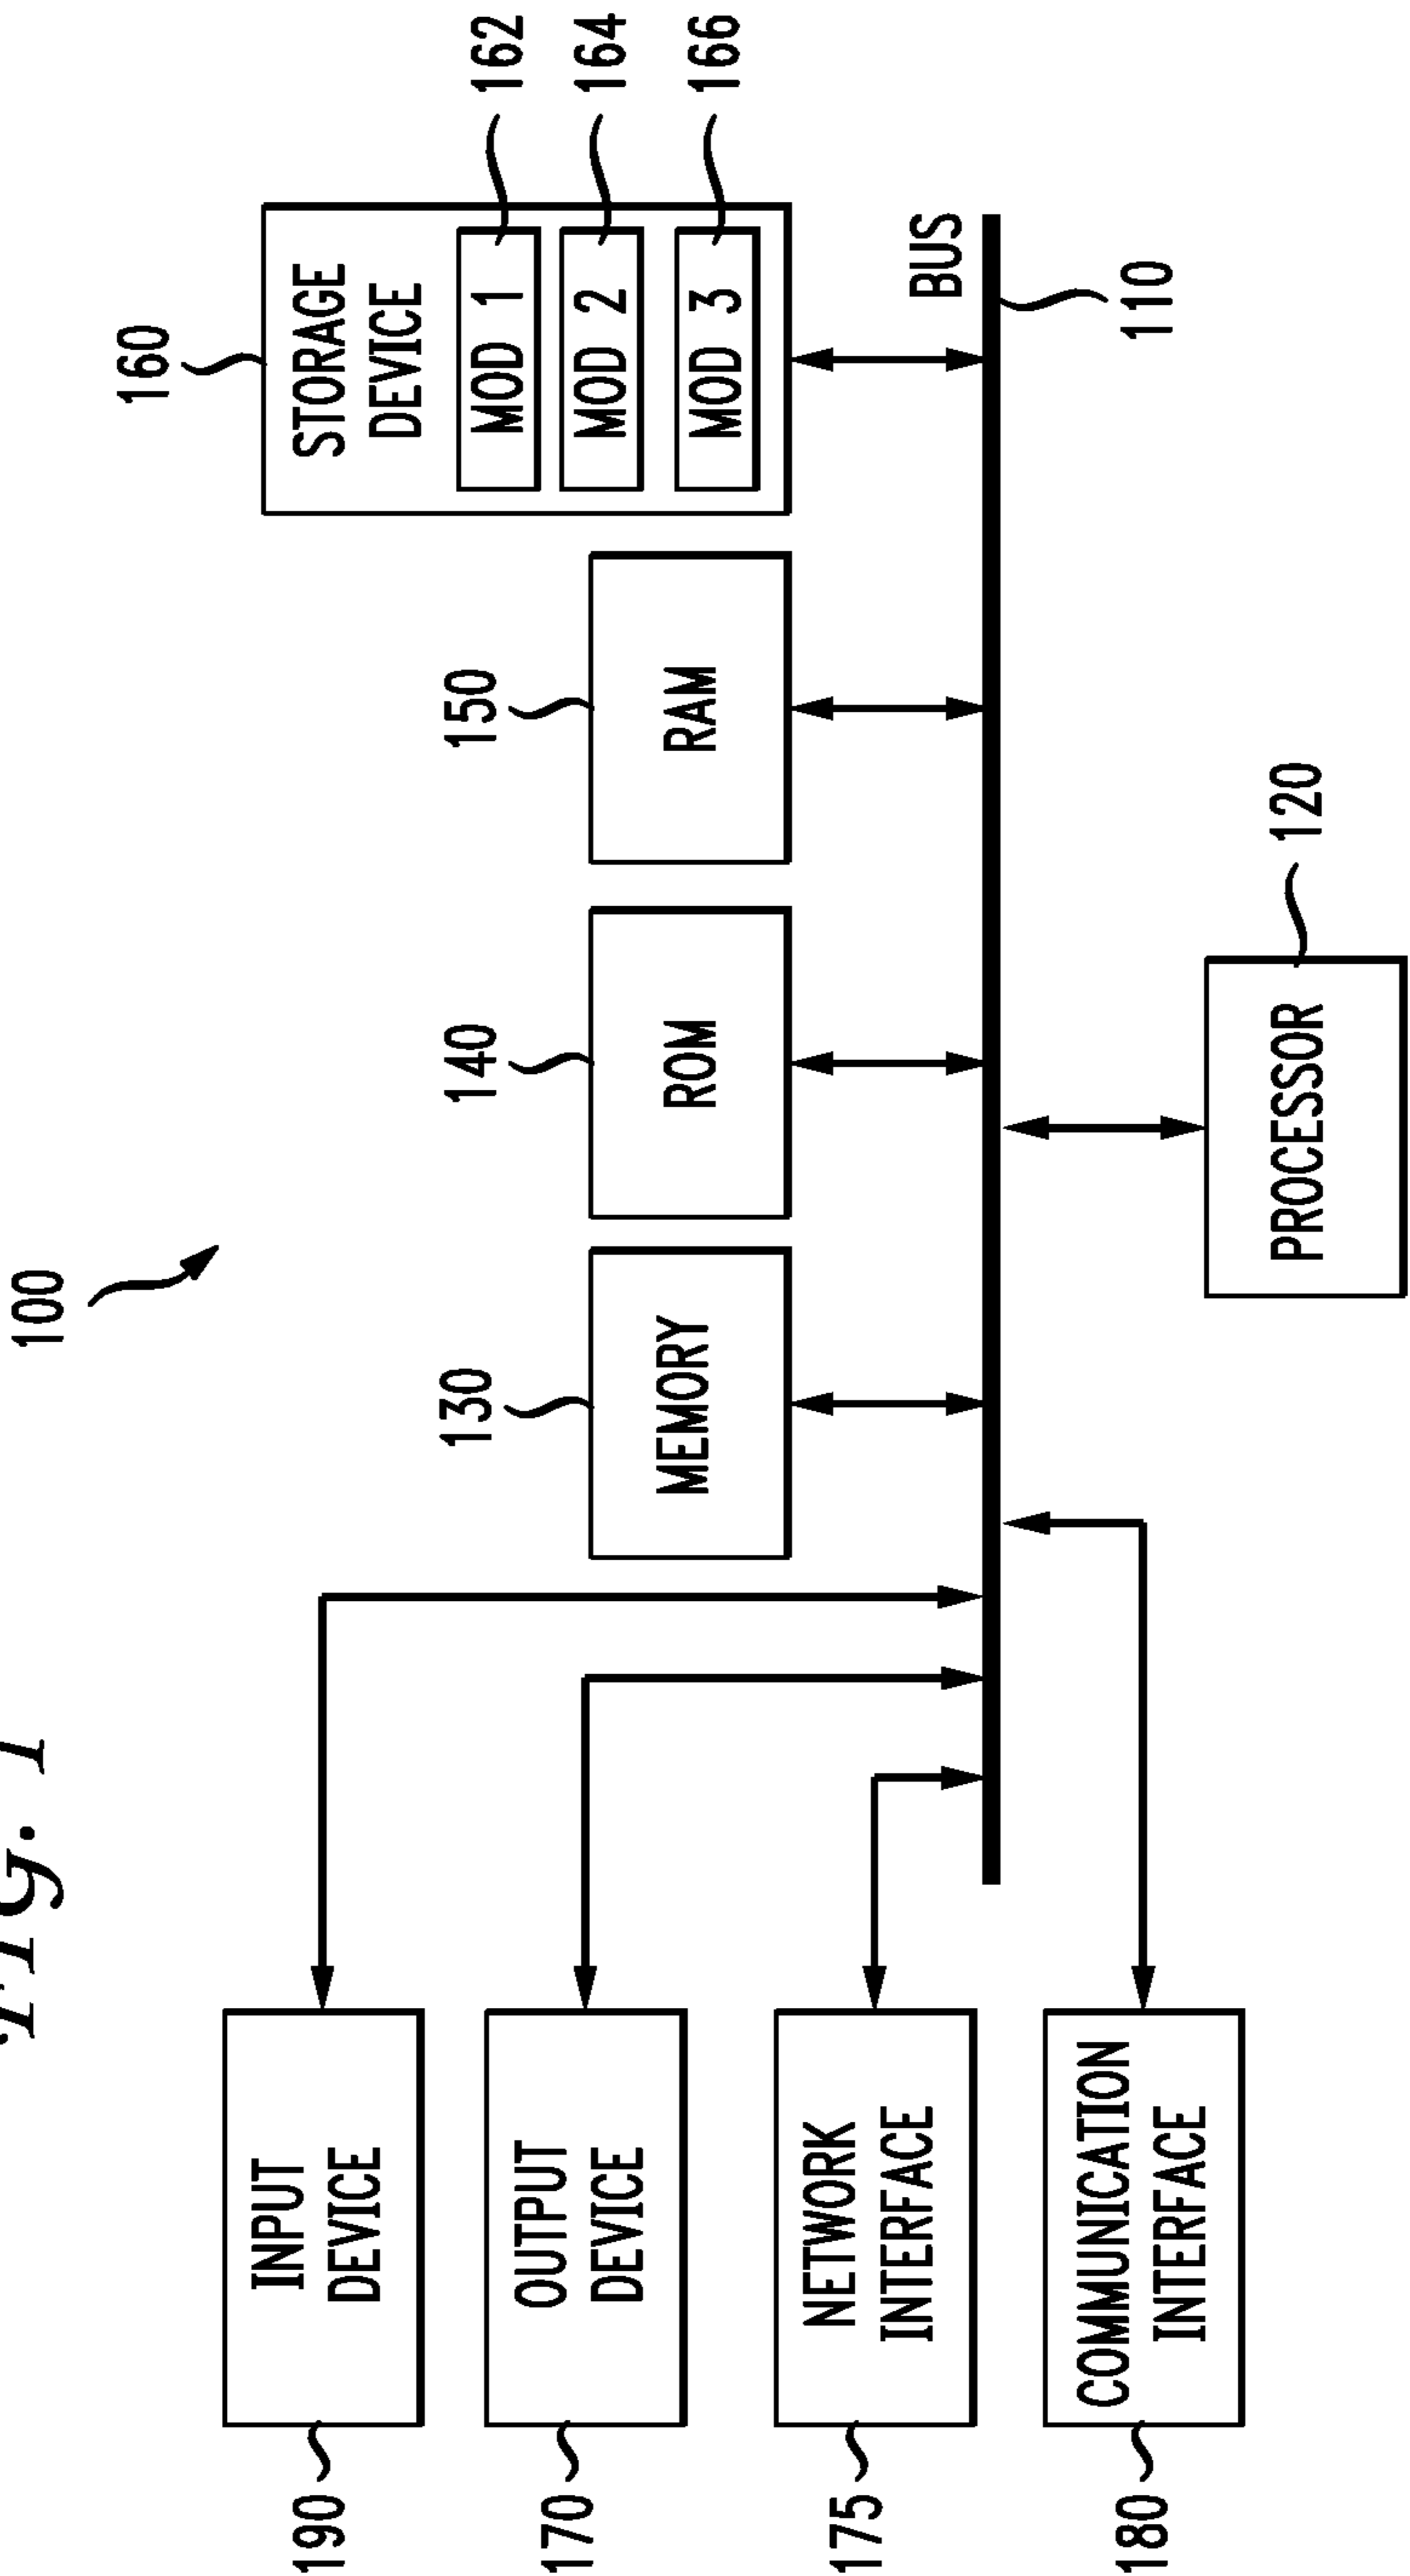 FIG. 1
100
190
INPUT
DEVICE
170
OUTPUT
DEVICE
175
NETWORK
INTERFACE
180
COMMUNICATION
INTERFACE
130
MEMORY
140
ROM
150
RAM
160
STORAGE
DEVICE
MOD 1
162
MOD 2
164
MOD 3
166
BUS
110
PROCESSOR
120